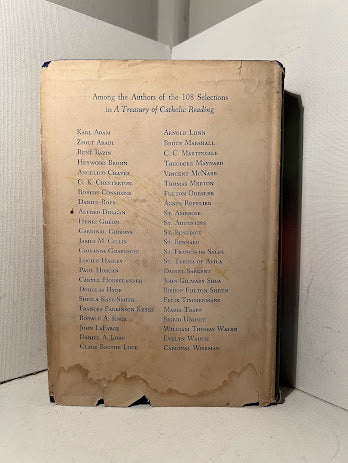 Among the Authors of the 108 Selections
in A Treasury of Catholic Reading
KARL ADAM
ZSOLT ARADI
RENÉ BAZIN
HEYWOOD BROUN
ANGELICO CHAVEZ
G. K. CHESTERTON
ROBERT CONSIDINE
DANIEL-ROPS
ALFRED DUGGAN
HENRI GHÉON
CARDINAL GIBBONS
JAMES M. GILLIS
GIOVANNI GUARESCHI
LUCILE HASLEY
PAUL HORGAN
CARYLL HOUSELANDER
DOUGLAS HYDE
SHEILA KAYE-SMITH
FRANCES PARKINSON KEYES
RONALD A. KNOX
JOHN LAFARGE
DANIEL A. LORD
CLARE BOOTHE LUCE
ARNOLD LUNN
BRUCE MARSHALL
C. C. MARTINDALE
THEODORE MAYNARD
VINCENT MCNABB
THOMAS MERTON
FULTON OURSLER
AGNES REPPLIER
ST. AMBROSE
ST. AUGUSTINE
ST. BENEDICT
ST. BERNARD
ST. FRANCIS DE SALES
ST. TERESA OF AVILA
DANIEL SARGENT
JOHN GILMARY SHEA
BISHOP FULTON SHEEN
FELIX TIMMERMANS
MARIA TRAPP
SIGRID UNDSET
WILLIAM THOMAS WALSH
EVELYN WAUGH
CARDINAL WISEMAN